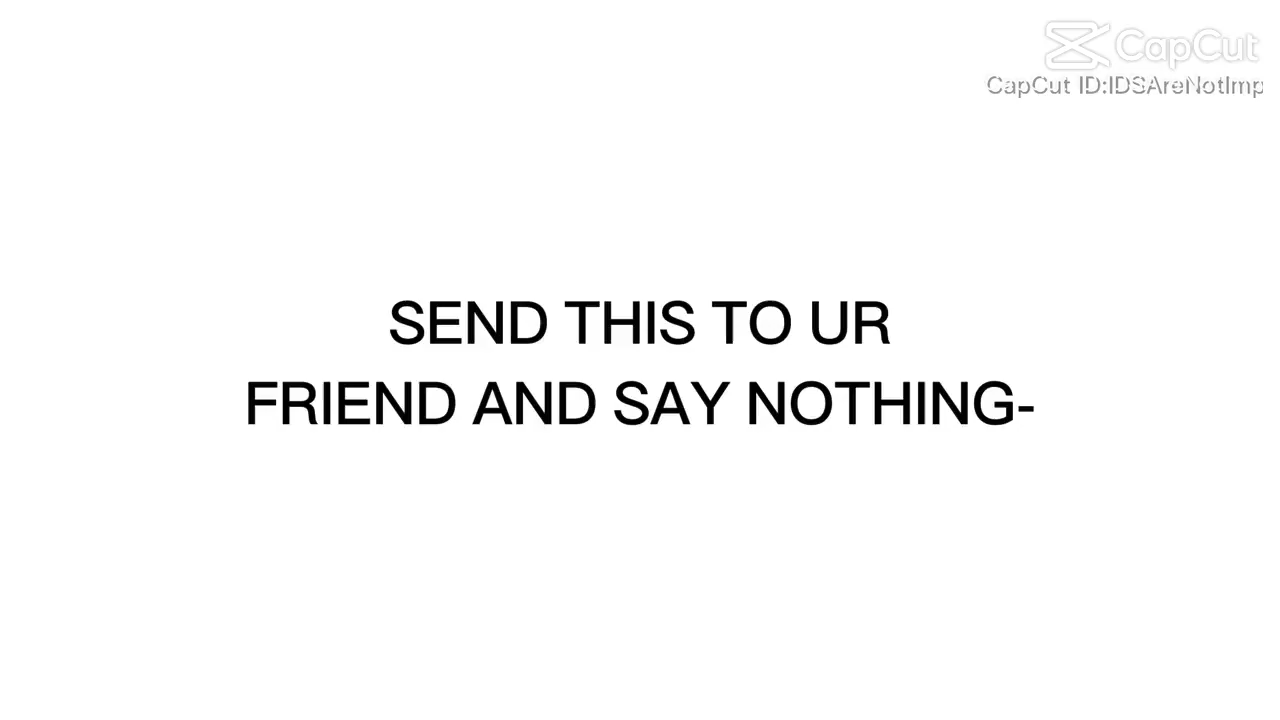 CapCut
CapCut ID:IDSAreNotImp
SEND THIS TO UR
FRIEND AND SAY NOTHING-